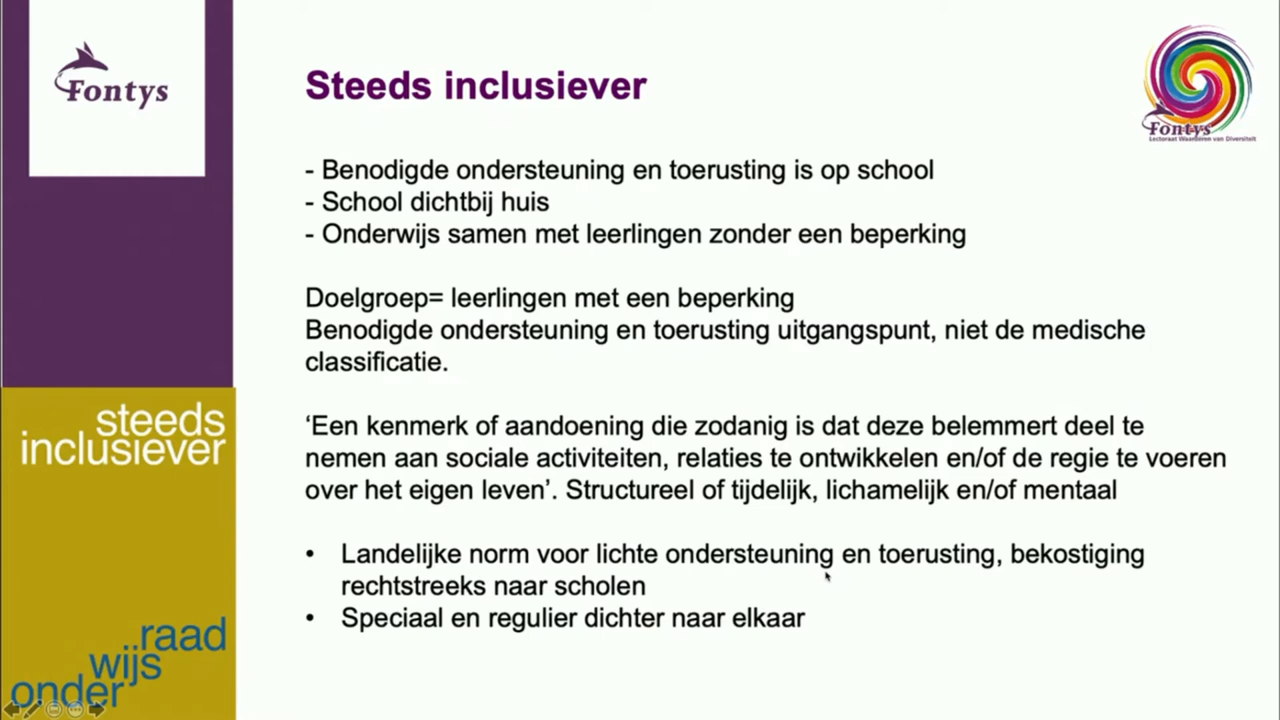 Fontys
Steeds inclusiever
Fontys
Lectoraat Waarderen van Diversiteit
- Benodigde ondersteuning en toerusting is op school
- School dichtbij huis
- Onderwijs samen met leerlingen zonder een beperking
Doelgroep= leerlingen met een beperking
Benodigde ondersteuning en toerusting uitgangspunt, niet de medische
classificatie.
‘Een kenmerk of aandoening die zodanig is dat deze belemmert deel te
nemen aan sociale activiteiten, relaties te ontwikkelen en/of de regie te voeren
over het eigen leven’. Structureel of tijdelijk, lichamelijk en/of mentaal
• Landelijke norm voor lichte ondersteuning en toerusting, bekostiging
rechtstreeks naar scholen
• Speciaal en regulier dichter naar elkaar
steeds
inclusiever
raad
wijs
onder